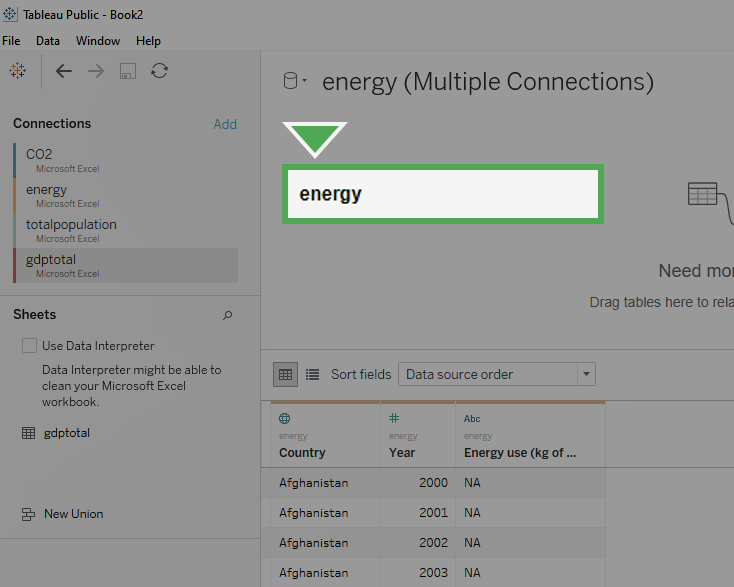 Tableau Public - Book2
File Data Window Help
energy (Multiple Connections)
Connections Add
CO2
Microsoft Excel
energy
Microsoft Excel
totalpopulation
Microsoft Excel
gdptotal
Microsoft Excel
energy
Need mor
Drag tables here to rela
Sheets
Use Data Interpreter
Data Interpreter might be able to
clean your Microsoft Excel
workbook.
gdptotal
New Union
Sort fields Data source order
# Abc
energy energy energy
Country Year Energy use (kg of ...
Afghanistan 2000 NA
Afghanistan 2001 NA
Afghanistan 2002 NA
Afghanistan 2003 NA